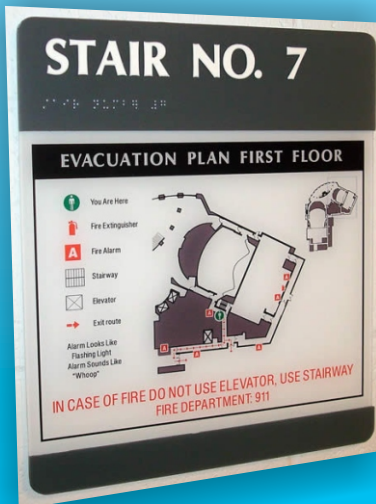 STAIR NO. 7
EVACUATION PLAN FIRST FLOOR
You Are Here
Fire Extinguisher
A Fire Alarm
Stairway
Elevator
Exit route
Alarm Looks Like
Flashing Light
Alarm Sounds Like
"Whoop"
A
A
A
A
A
A
IN CASE OF FIRE DO NOT USE ELEVATOR, USE STAIRWAY
FIRE DEPARTMENT: 911